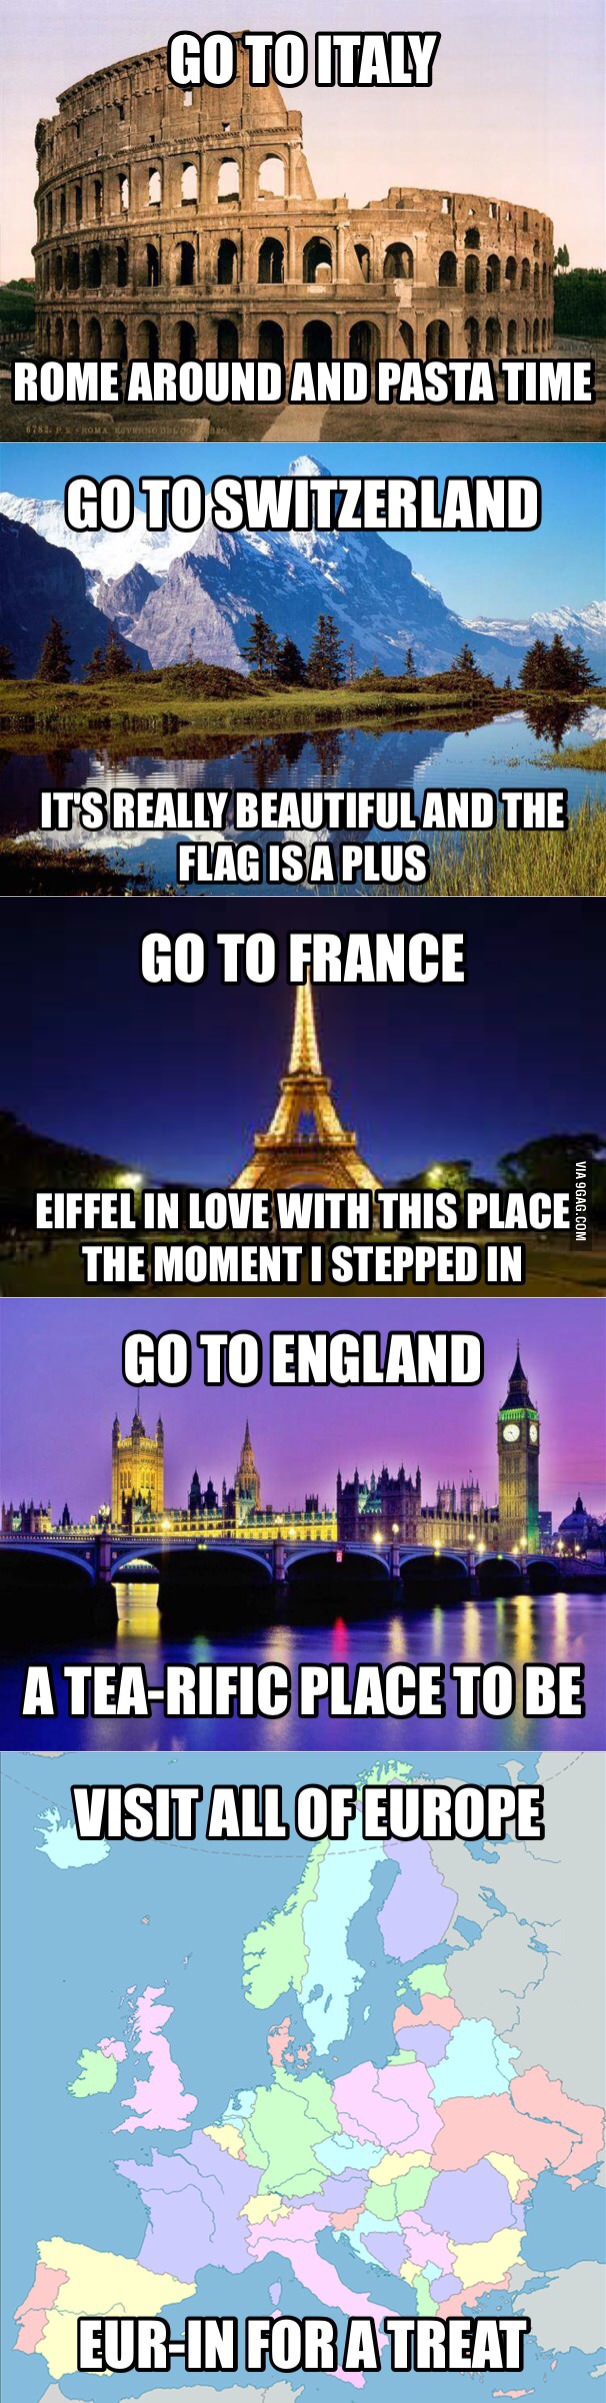 GO TO ITALY
ROME AROUND AND PASTA TIME
GO TO SWITZERLAND
IT'S REALLY BEAUTIFUL AND THE
FLAG IS A PLUS
GO TO FRANCE
EIFFEL IN LOVE WITH THIS PLACE
THE MOMENT I STEPPED IN
VIA 9GAG.COM
GO TO ENGLAND
A TEA-RIFIC PLACE TO BE
VISIT ALL OF EUROPE
EUR-IN FOR A TREAT